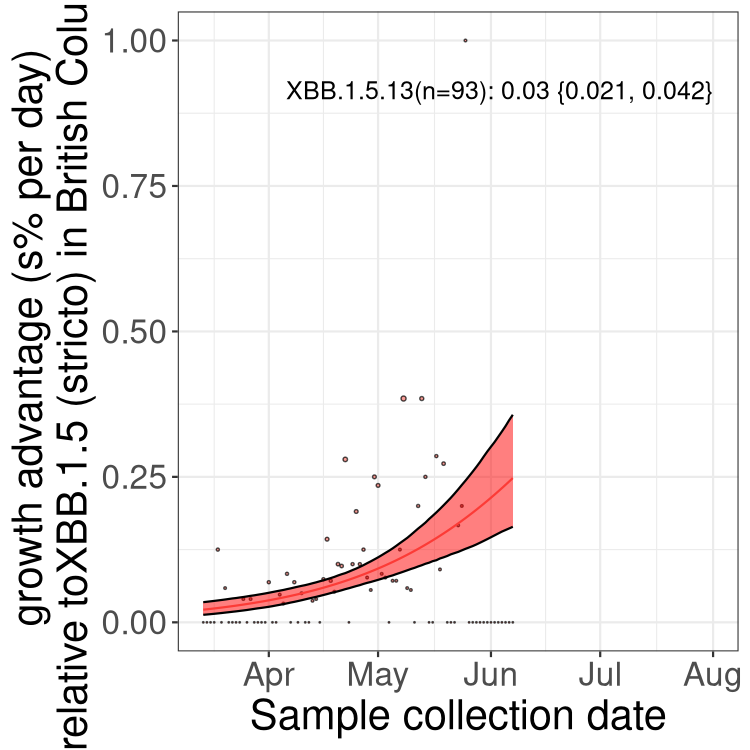 growth advantage (s% per day)
relative toXBB.1.5 (stricto) in British Colu
1.00
0.75
0.50
0.25
0.00
XBB.1.5.13(n=93): 0.03 {0.021, 0.042}
Apr May Jun Jul Aug
Sample collection date